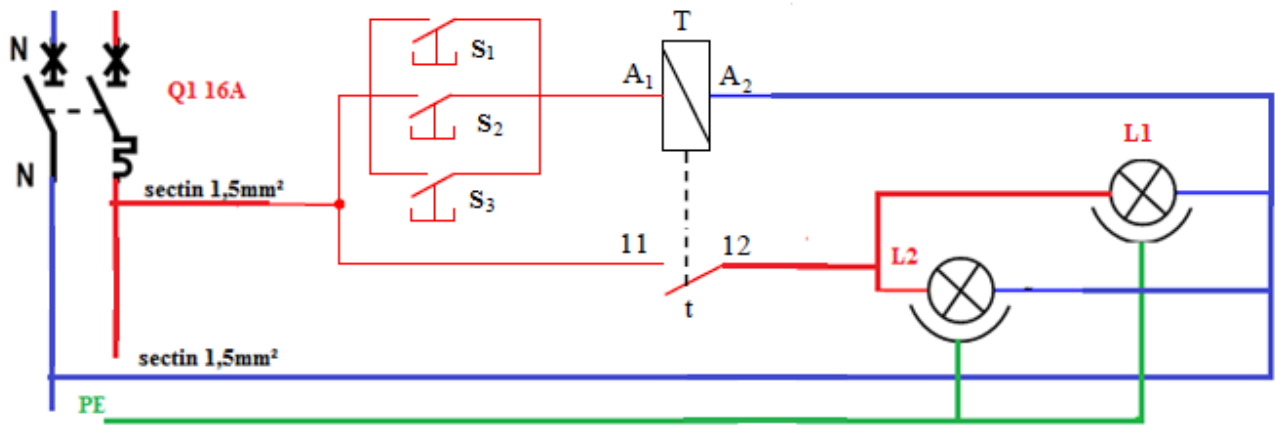 N
Q1 16A
N
sectin 1,5mm²
sectin 1,5mm²
PE
S₁
S₂
S₃
T
A₁ A₂
11 12
t
L1
L2